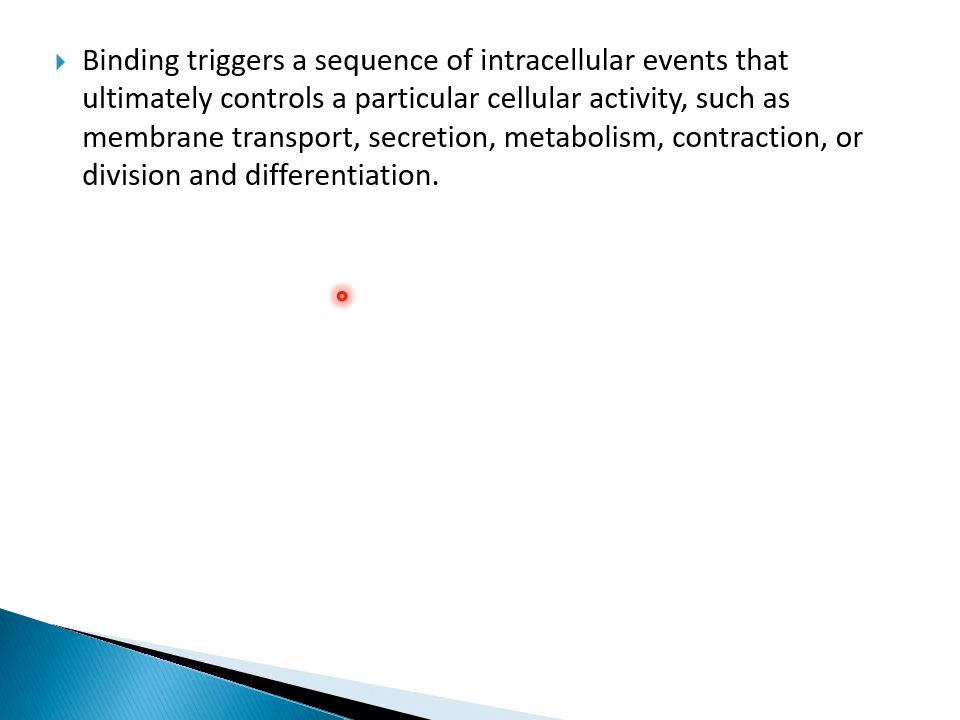 Binding triggers a sequence of intracellular events that
ultimately controls a particular cellular activity, such as
membrane transport, secretion, metabolism, contraction, or
division and differentiation.